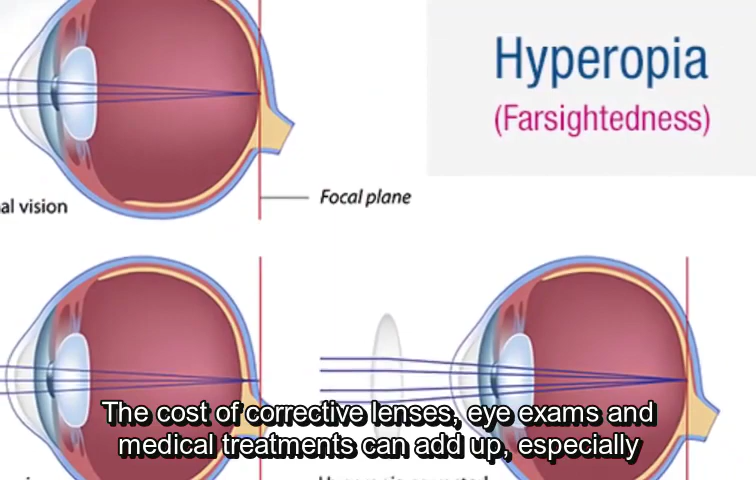 Hyperopia
(Farsightedness)
Focal plane
al vision
The cost of corrective lenses, eye exams and
medical treatments can add up, especially